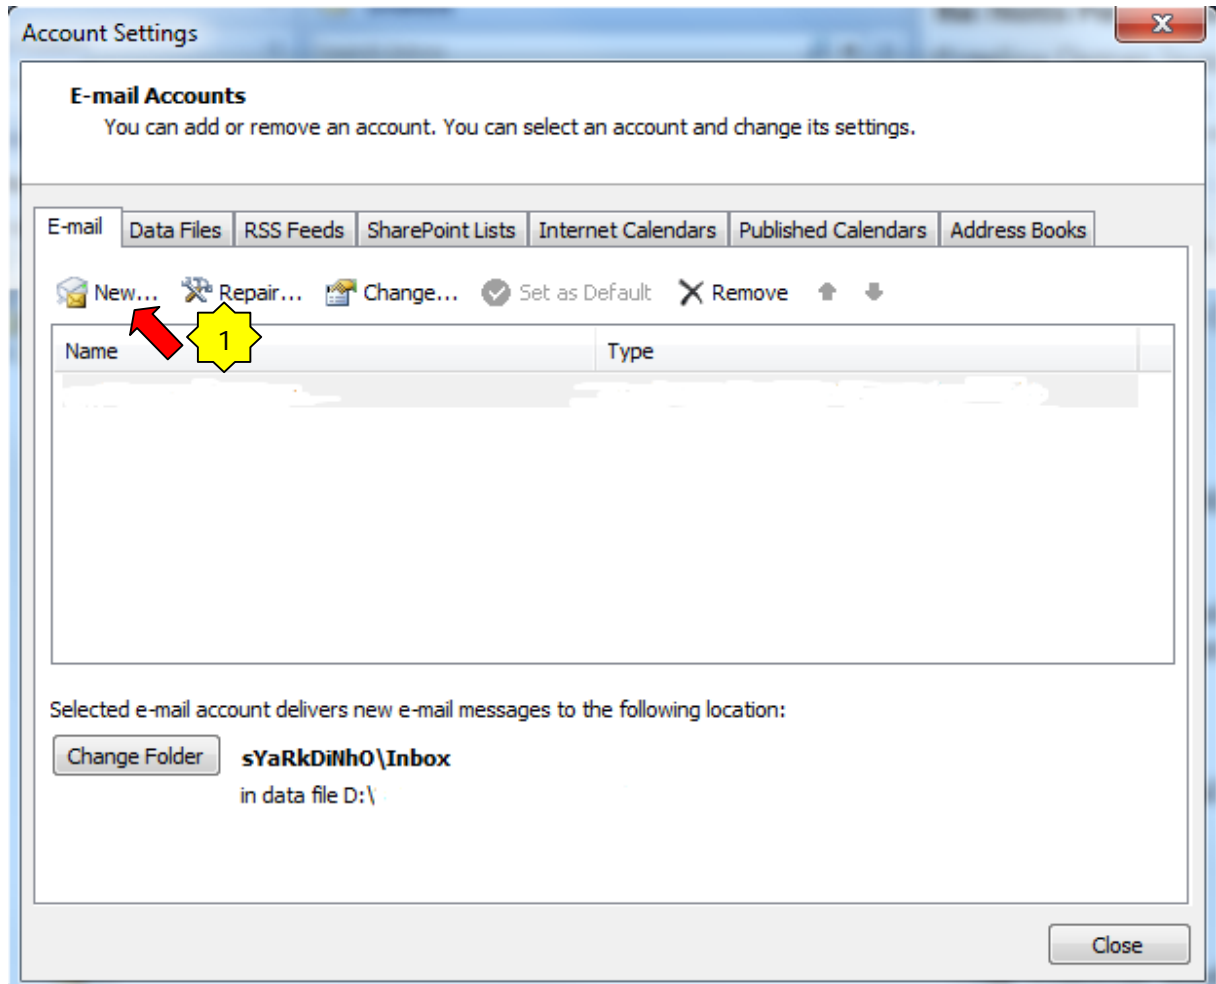 Account Settings
E-mail Accounts
You can add or remove an account. You can select an account and change its settings.
E-mail Data Files RSS Feeds SharePoint Lists Internet Calendars Published Calendars Address Books
New... Repair... Change... Set as Default Remove
1
Name Type
Selected e-mail account delivers new e-mail messages to the following location:
Change Folder sYaRkDiNhO\Inbox
in data file D:\
Close